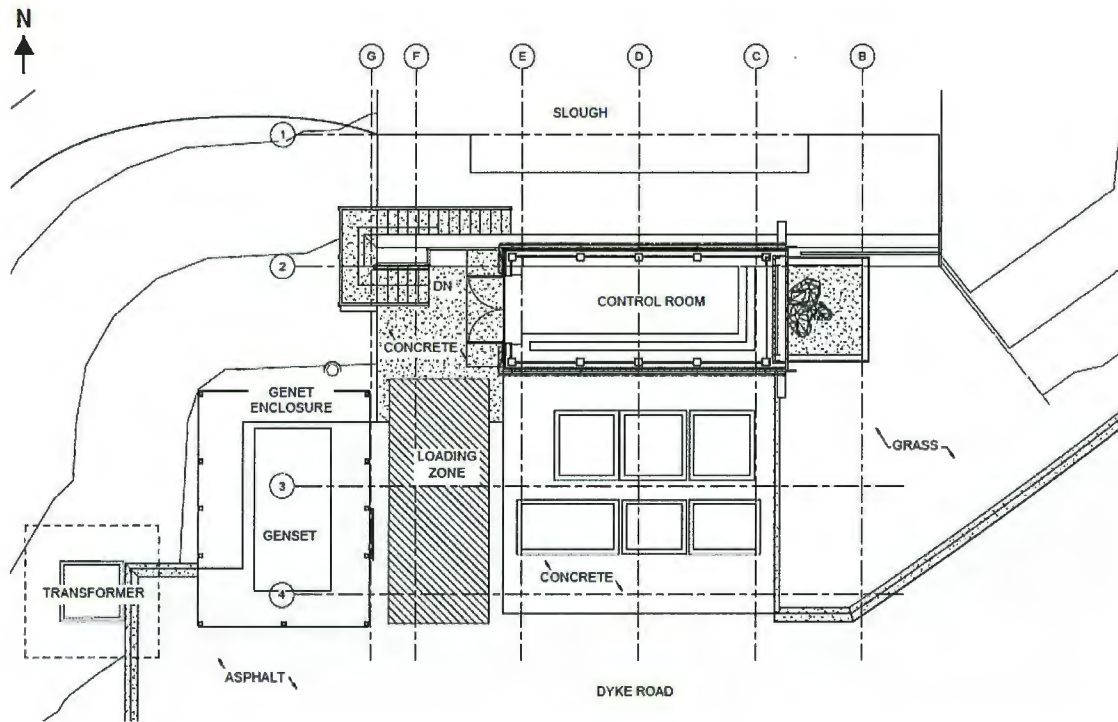 N
G
F
E
D
C
B
SLOUGH
1
2
DN
CONTROL ROOM
CONCRETE
GENET
ENCLOSURE
LOADING
ZONE
GRASS
3
GENSET
CONCRETE
TRANSFORMER
4
ASPHALT
DYKE ROAD